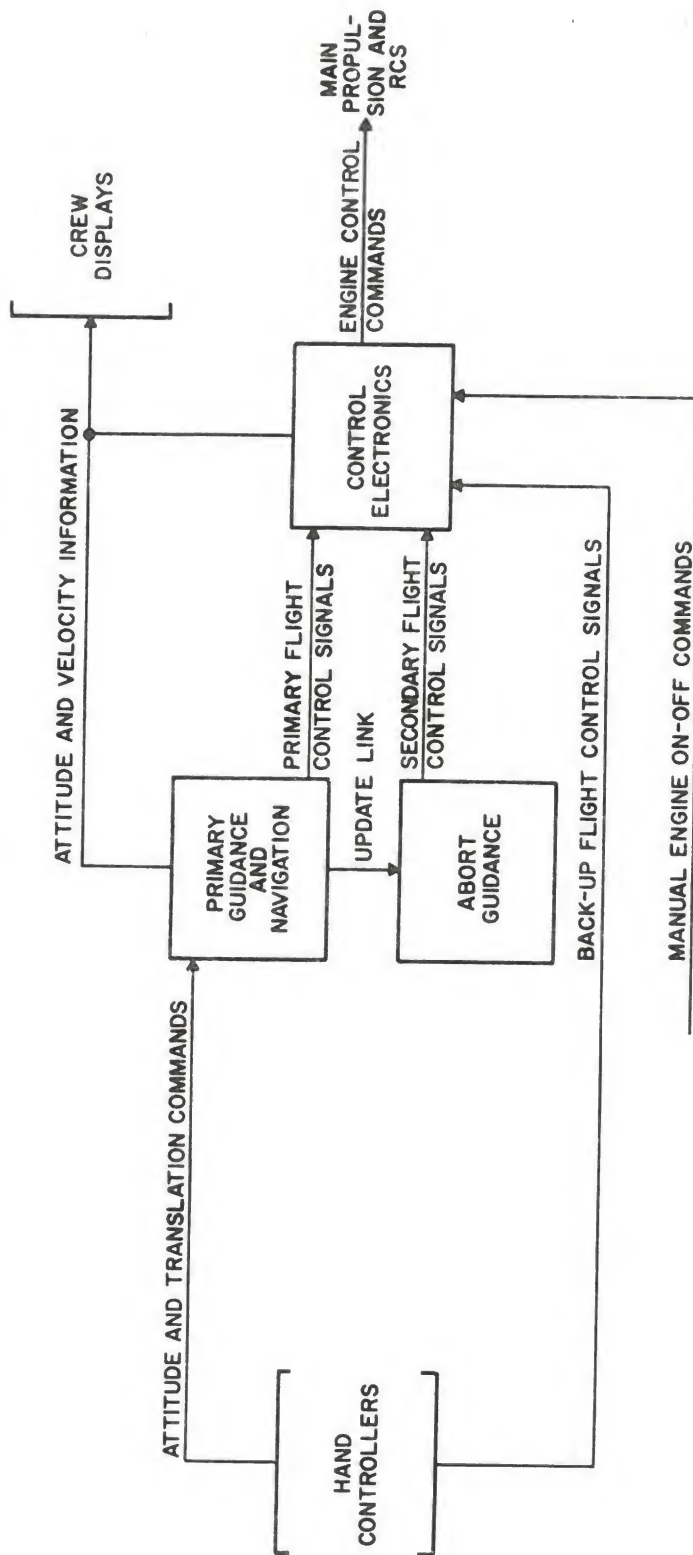 ATTITUDE AND VELOCITY INFORMATION
CREW
DISPLAYS
ATTITUDE AND TRANSLATION COMMANDS
PRIMARY
GUIDANCE
AND
NAVIGATION
PRIMARY FLIGHT
CONTROL SIGNALS
UPDATE LINK
HAND
CONTROLLERS
ABORT
GUIDANCE
SECONDARY FLIGHT
CONTROL SIGNALS
CONTROL
ELECTRONICS
ENGINE CONTROL
COMMANDS
MAIN
PROPUL-
SION AND
RCS
BACK-UP FLIGHT CONTROL SIGNALS
MANUAL ENGINE ON-OFF COMMANDS